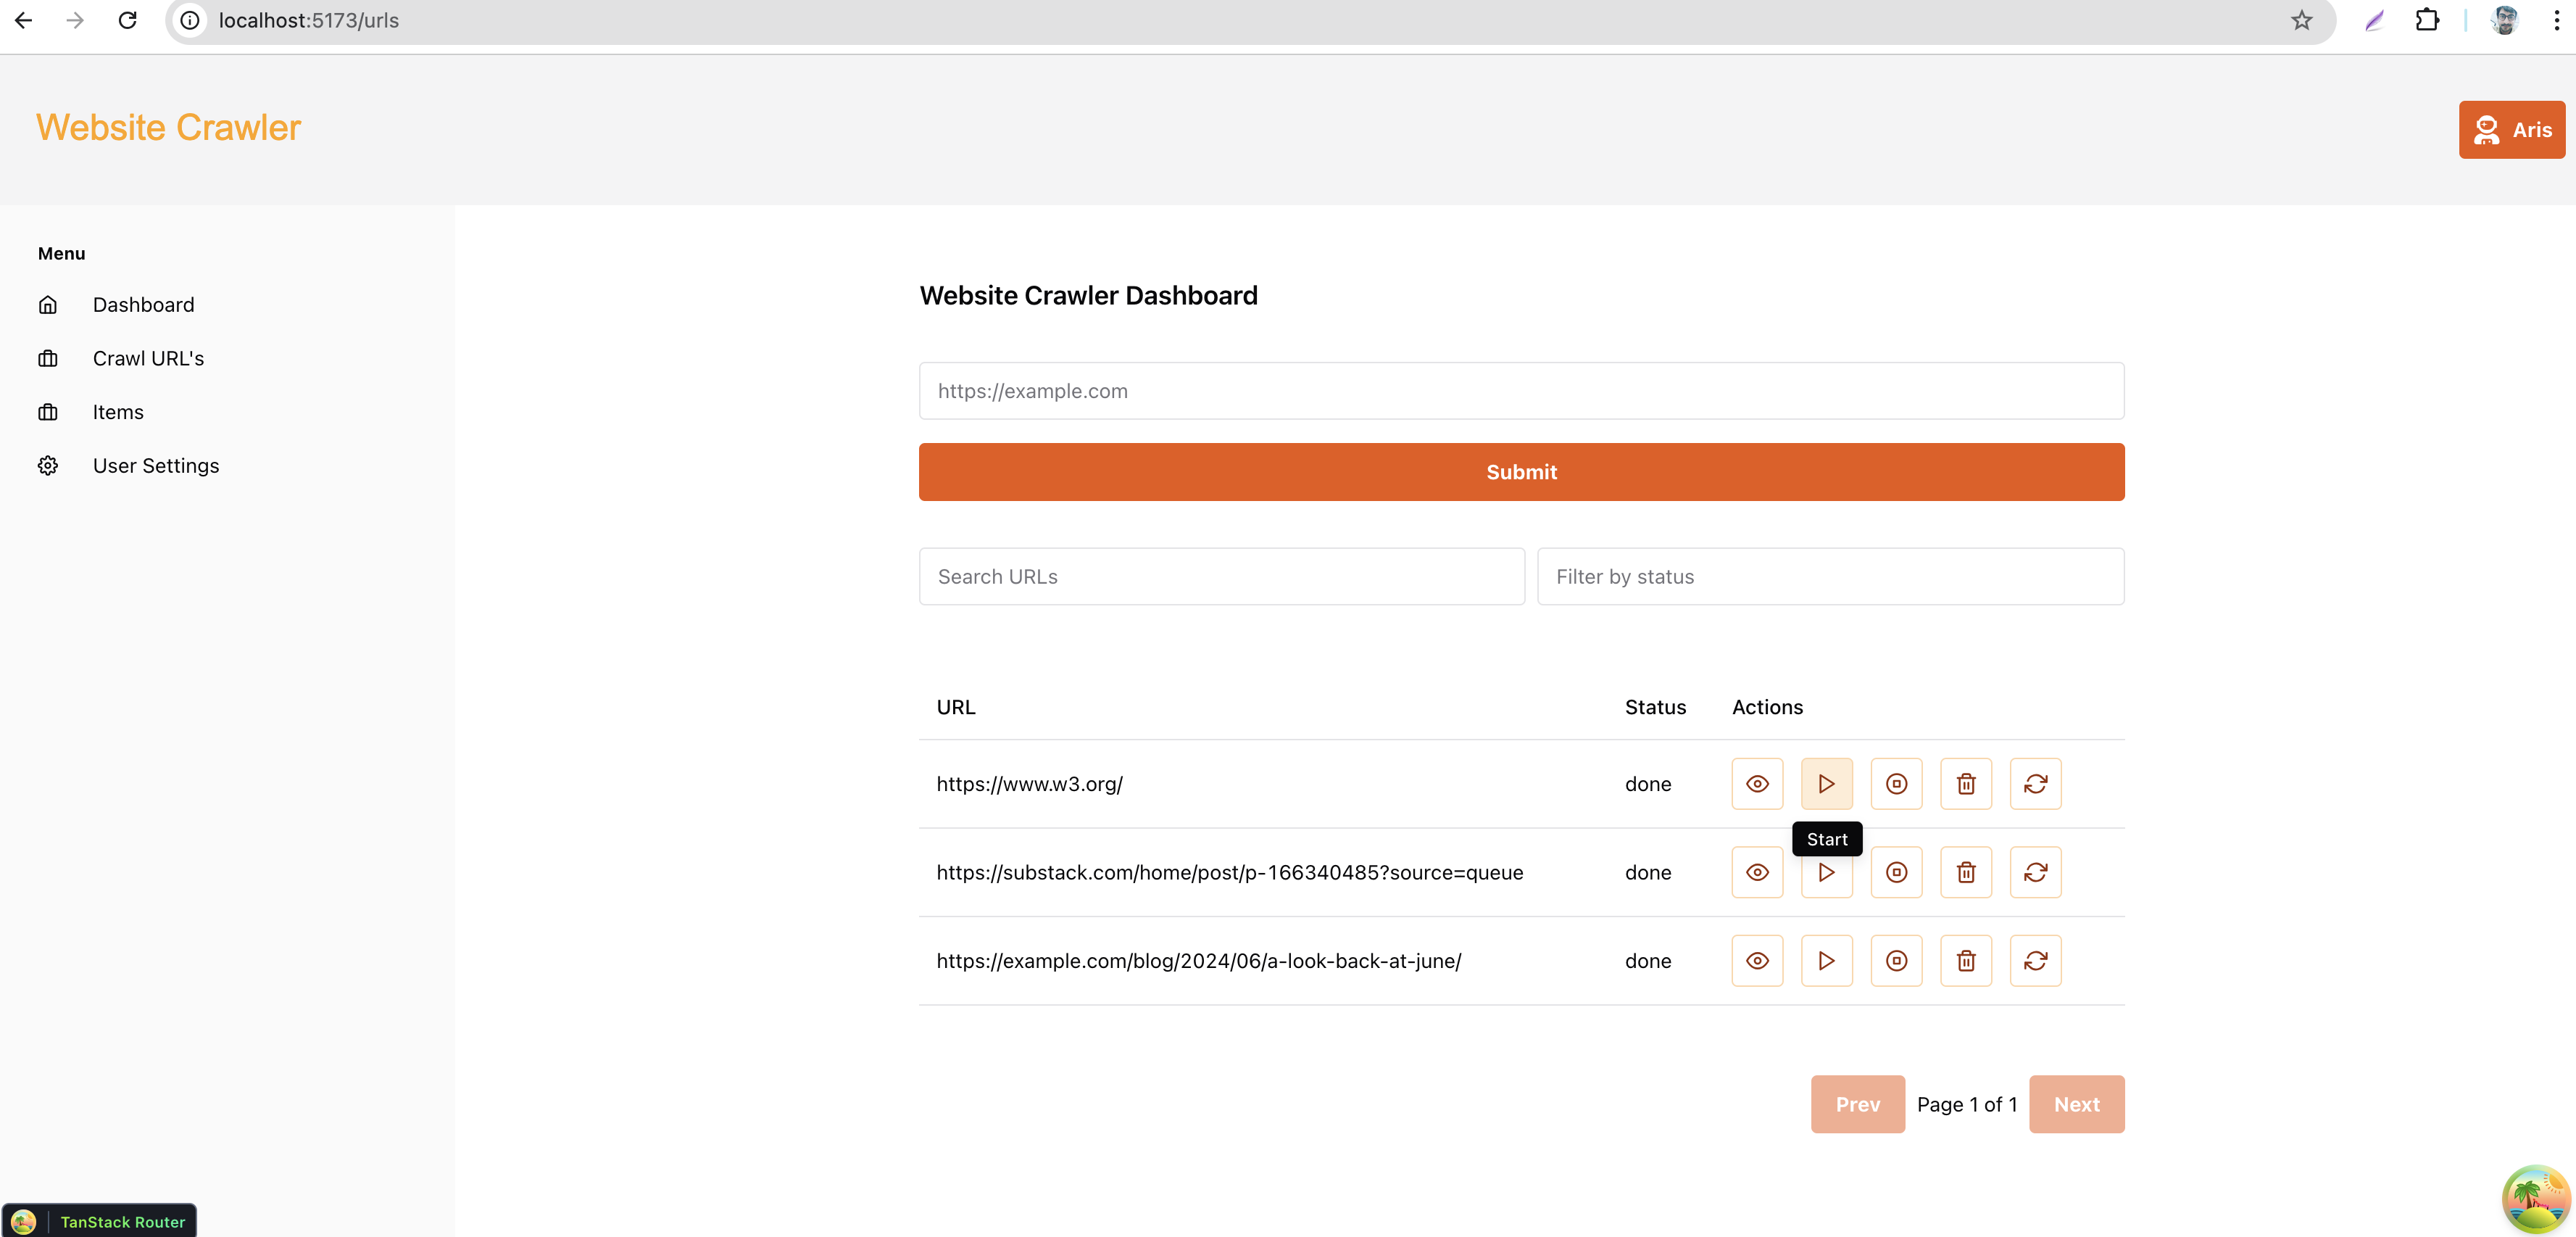 localhost:5173/urls
Website Crawler
Aris
Menu
Dashboard
Crawl URL's
Items
User Settings
Website Crawler Dashboard
https://example.com
Submit
Search URLs
Filter by status
URL Status Actions
https://www.w3.org/ done
Start
https://substack.com/home/post/p-166340485?source=queue done
https://example.com/blog/2024/06/a-look-back-at-june/ done
Prev Page 1 of 1 Next
TanStack Router